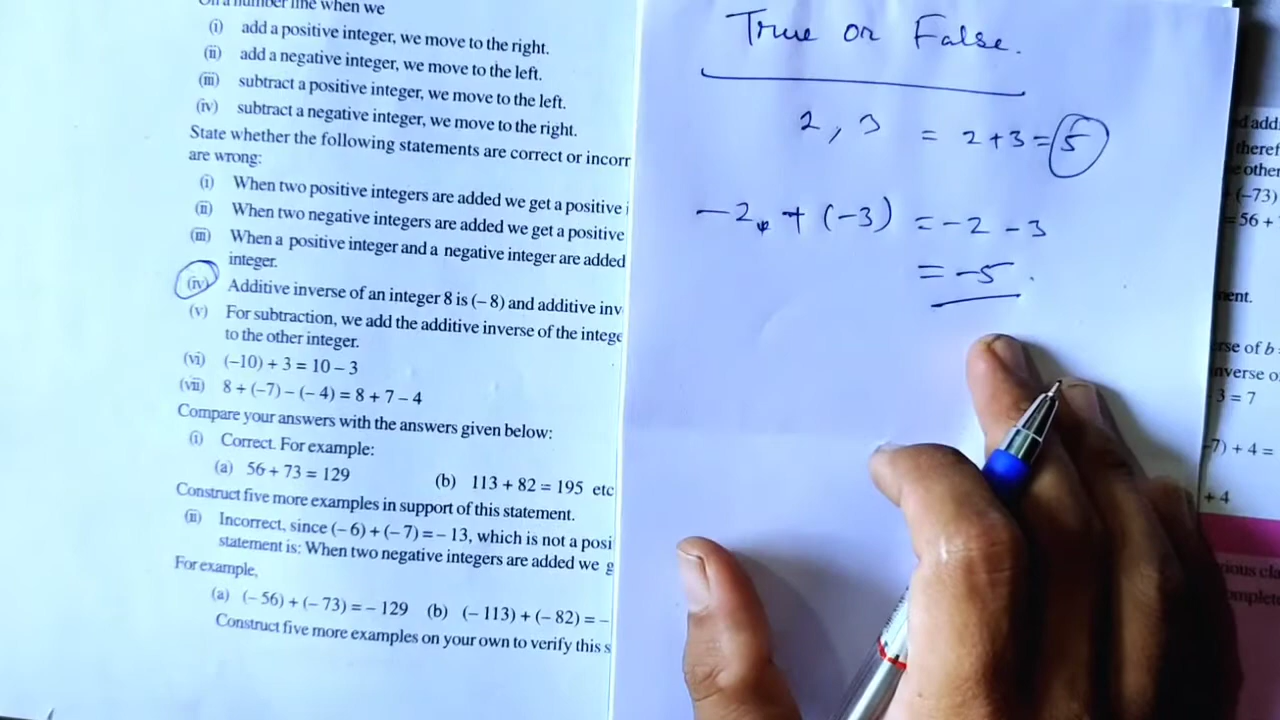 On a number line when we
(i) add a positive integer, we move to the right.
(ii) add a negative integer, we move to the left.
(iii) subtract a positive integer, we move to the left.
(iv) subtract a negative integer, we move to the right.
State whether the following statements are correct or incorr
are wrong:
(i) When two positive integers are added we get a positive i
(ii) When two negative integers are added we get a positive
(iii) When a positive integer and a negative integer are added
integer.
(iv) Additive inverse of an integer 8 is (– 8) and additive inv
(v) For subtraction, we add the additive inverse of the intege
to the other integer.
(vi) (–10) + 3 = 10 – 3
(vii) 8 + (–7) – (– 4) = 8 + 7 – 4
Compare your answers with the answers given below:
(i) Correct. For example:
(a) 56 + 73 = 129 (b) 113 + 82 = 195 etc
Construct five more examples in support of this statement.
(ii) Incorrect, since (– 6) + (– 7) = – 13, which is not a posi
statement is: When two negative integers are added we g
For example,
(a) (– 56) + (– 73) = – 129 (b) (– 113) + (– 82) = –
Construct five more examples on your own to verify this s
True or False.
2, 3 = 2+3 = 5
-2 + (-3) = -2 - 3
= -5.
d add
theref
e other
(–73)
= 56 +
nent.
rse of b
nverse o
3 = 7
7) + 4 =
+ 4
ious cla
omplete